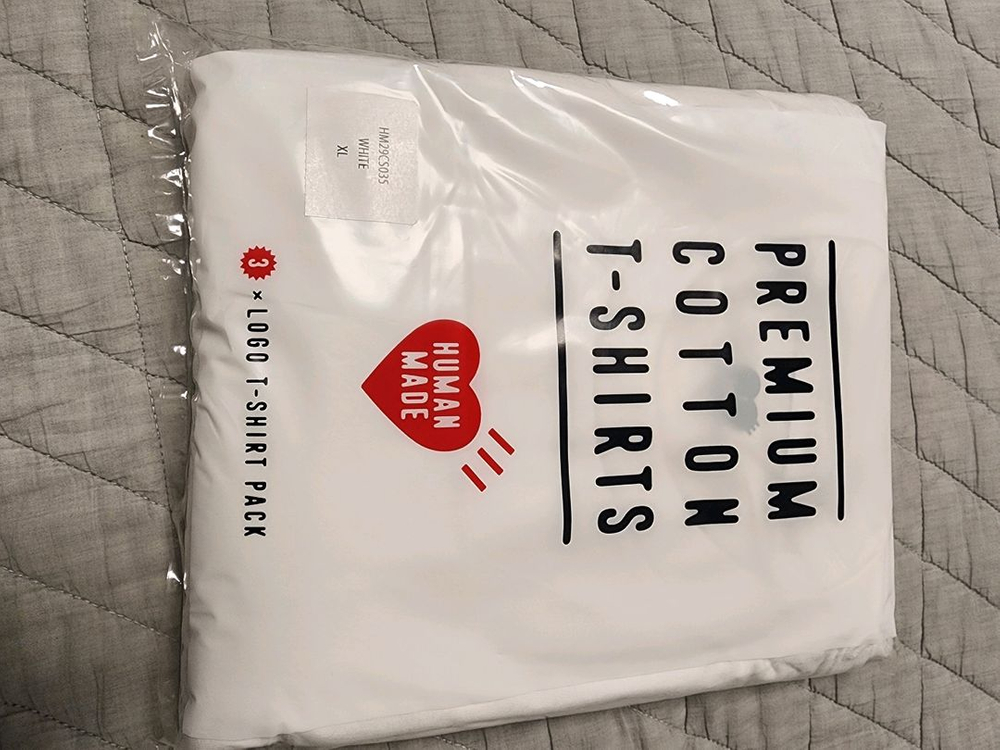 PREMIUM
COTTON
T-SHIRTS
HUMAN
MADE
HM29CS035
WHITE
XL
3 × LOGO T-SHIRT PACK